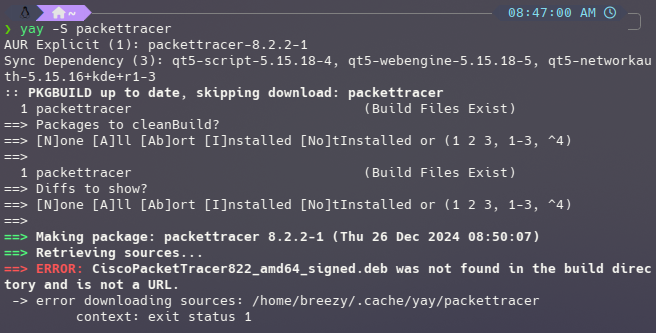 ~ 08:47:00 AM
❯ yay -S packettracer
AUR Explicit (1): packettracer-8.2.2-1
Sync Dependency (3): qt5-script-5.15.18-4, qt5-webengine-5.15.18-5, qt5-networkau
th-5.15.16+kde+r1-3
:: PKGBUILD up to date, skipping download: packettracer
1 packettracer (Build Files Exist)
==> Packages to cleanBuild?
==> [N]one [A]ll [Ab]ort [I]nstalled [No]tInstalled or (1 2 3, 1-3, ^4)
==>
1 packettracer (Build Files Exist)
==> Diffs to show?
==> [N]one [A]ll [Ab]ort [I]nstalled [No]tInstalled or (1 2 3, 1-3, ^4)
==>
==> Making package: packettracer 8.2.2-1 (Thu 26 Dec 2024 08:50:07)
==> Retrieving sources...
==> ERROR: CiscoPacketTracer822_amd64_signed.deb was not found in the build direc
tory and is not a URL.
-> error downloading sources: /home/breezy/.cache/yay/packettracer
context: exit status 1